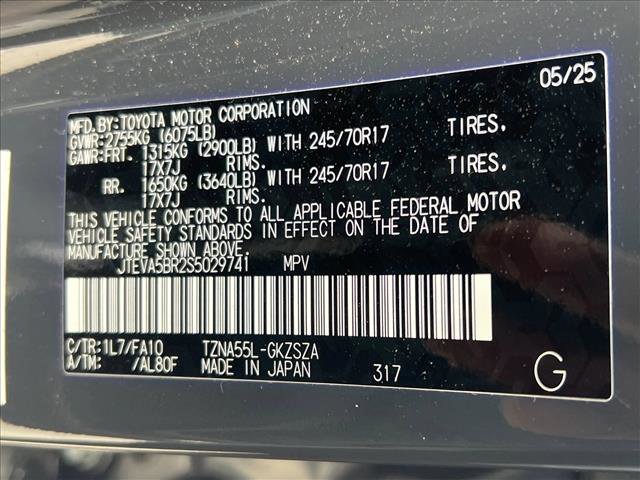 05/25
MFD.BY:TOYOTA MOTOR CORPORATION
GVWR:2755KG (6075LB)
GAWR:FRT. 1315KG (2900LB) WITH 245/70R17 TIRES.
17X7J RIMS.
RR. 1650KG (3640LB) WITH 245/70R17 TIRES.
17X7J RIMS.
THIS VEHICLE CONFORMS TO ALL APPLICABLE FEDERAL MOTOR
VEHICLE SAFETY STANDARDS IN EFFECT ON THE DATE OF
MANUFACTURE SHOWN ABOVE.
JTEVA5BR2S5029741 MPV
C/TR:1L7/FA10 TZNA55L-GKZSZA
A/TM: /AL80F MADE IN JAPAN 317
G